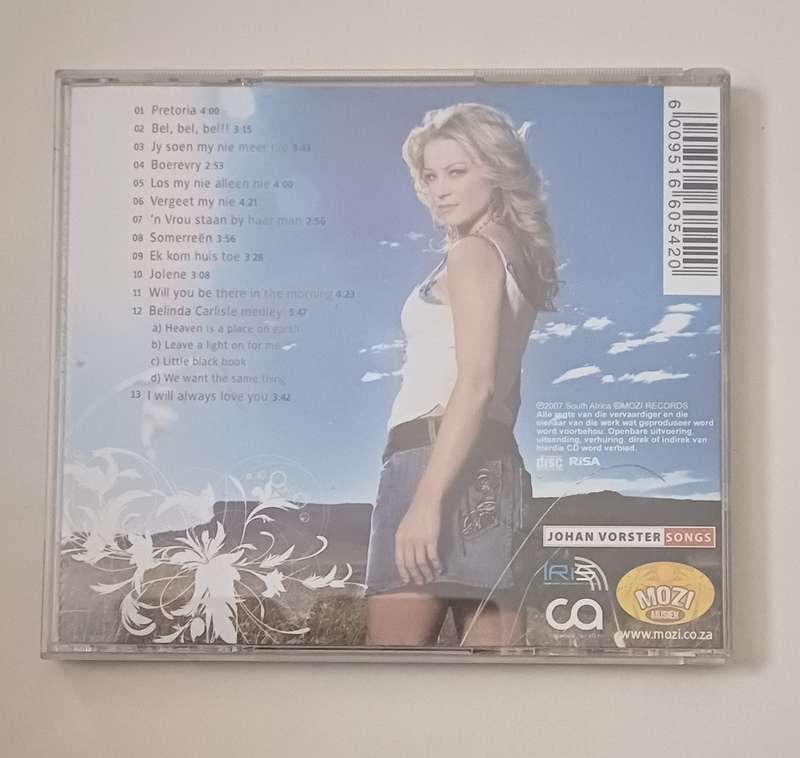 01 Pretoria 4:00
02 Bel, bel, bel!! 3:15
03 Jy soen my nie meer nie 3:43
04 Boerevry 2:53
05 Los my nie alleen nie 4:00
06 Vergeet my nie 4:21
07 'n Vrou staan by haar man 2:56
08 Somerreën 3:56
09 Ek kom huis toe 3:28
10 Jolene 3:08
11 Will you be there in the morning 4:23
12 Belinda Carlisle medley 5:47
a) Heaven is a place on earth
b) Leave a light on for me
c) Little black book
d) We want the same thing
13 I will always love you 3:42
6009516605420
℗2007 South Africa ©MOZI RECORDS
Alle regte van die vervaardiger en die
eienaar van die werk wat geproduseer word
word voorbehou. Openbare uitvoering,
uitsending, verhuring, direk of indirek van
hierdie CD word verbied.
disc RiSA
JOHAN VORSTER SONGS
IRIS
ca
MOZI
MUSIEK
www.mozi.co.za